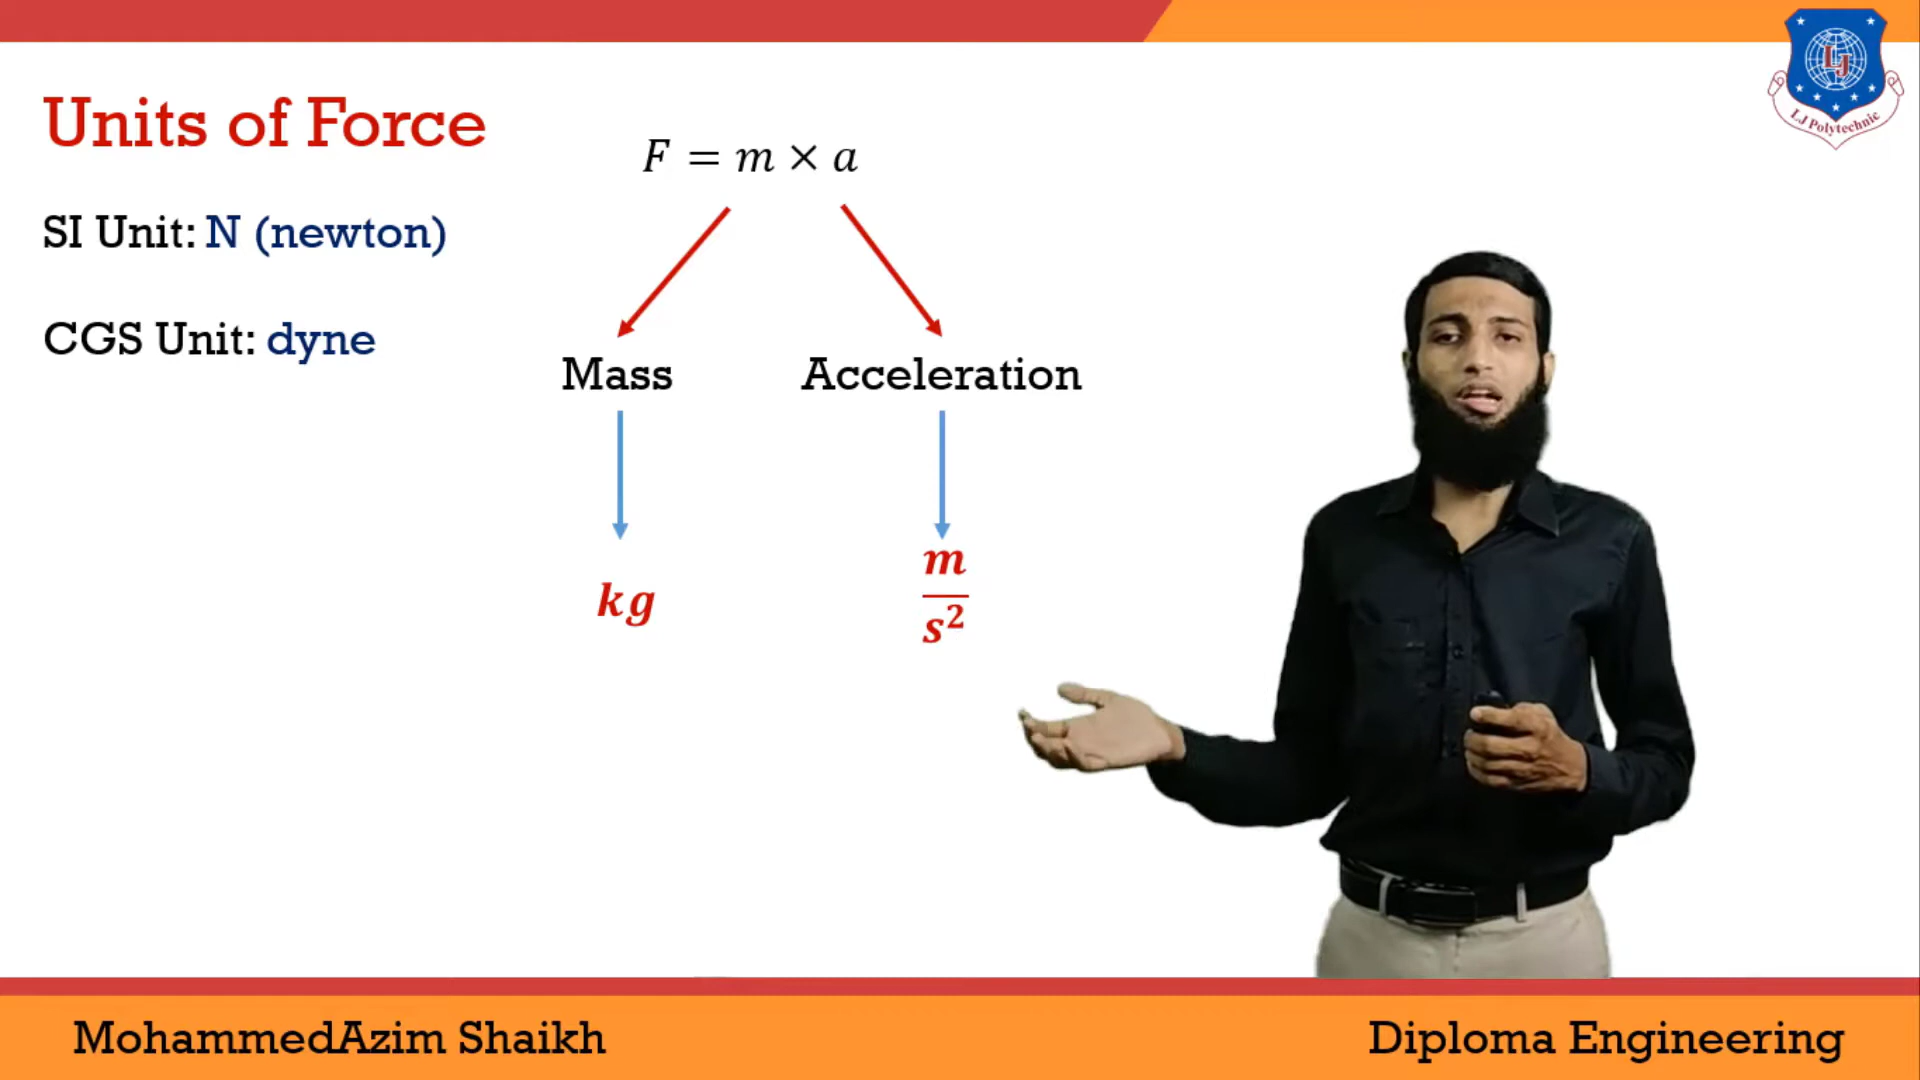 Units of Force
F = m × a
SI Unit: N (newton)
CGS Unit: dyne
Mass
Acceleration
kg
m
s²
LJ
LJ Polytechnic
MohammedAzim Shaikh
Diploma Engineering